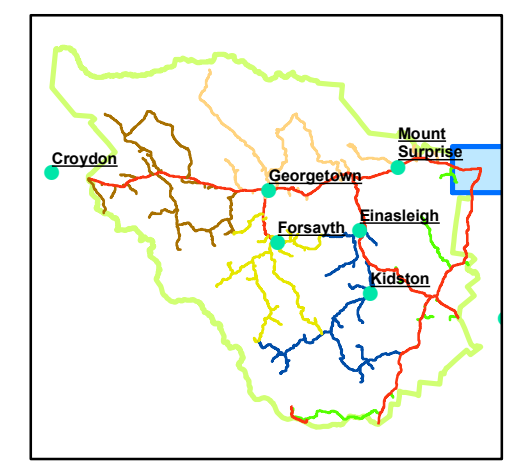 Mount
Surprise
Croydon
Georgetown
Forsayth
Einasleigh
Kidston